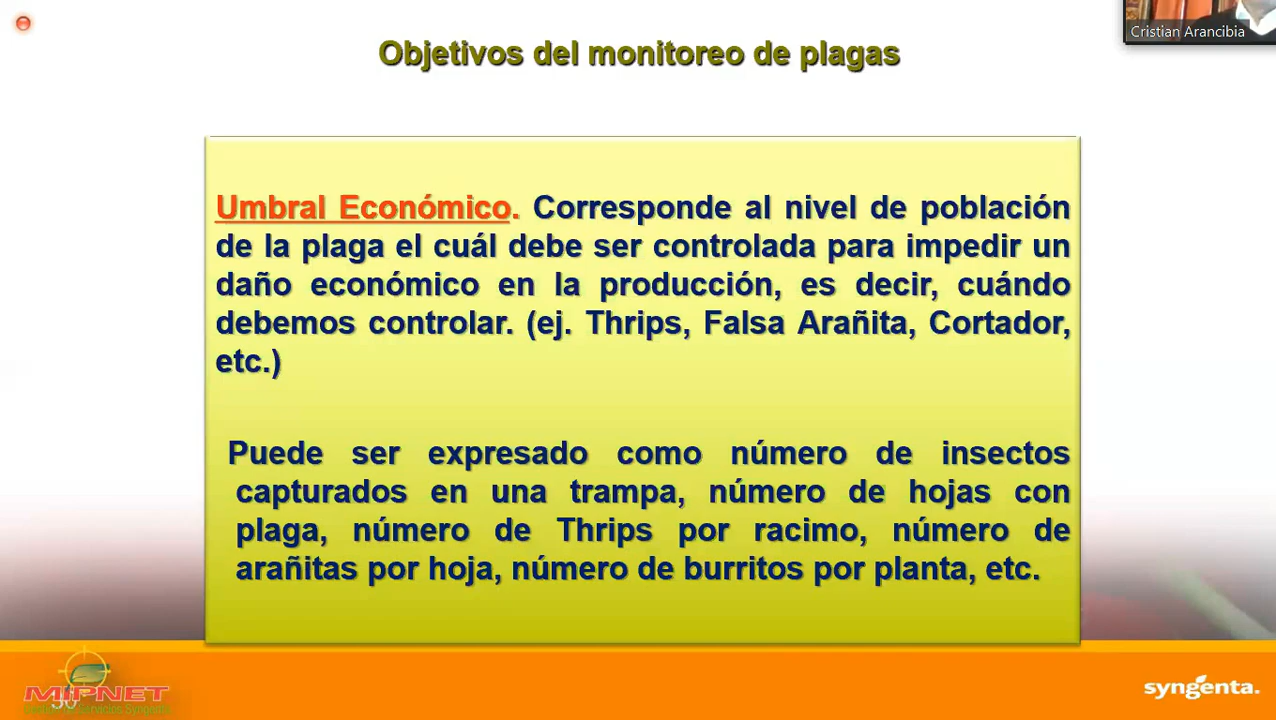 Cristian Arancibia
Objetivos del monitoreo de plagas
Umbral Económico. Corresponde al nivel de población
de la plaga el cuál debe ser controlada para impedir un
daño económico en la producción, es decir, cuándo
debemos controlar. (ej. Thrips, Falsa Arañita, Cortador,
etc.)
Puede ser expresado como número de insectos
capturados en una trampa, número de hojas con
plaga, número de Thrips por racimo, número de
arañitas por hoja, número de burritos por planta, etc.
MIPNET
de Servicios Syngenta
syngenta.